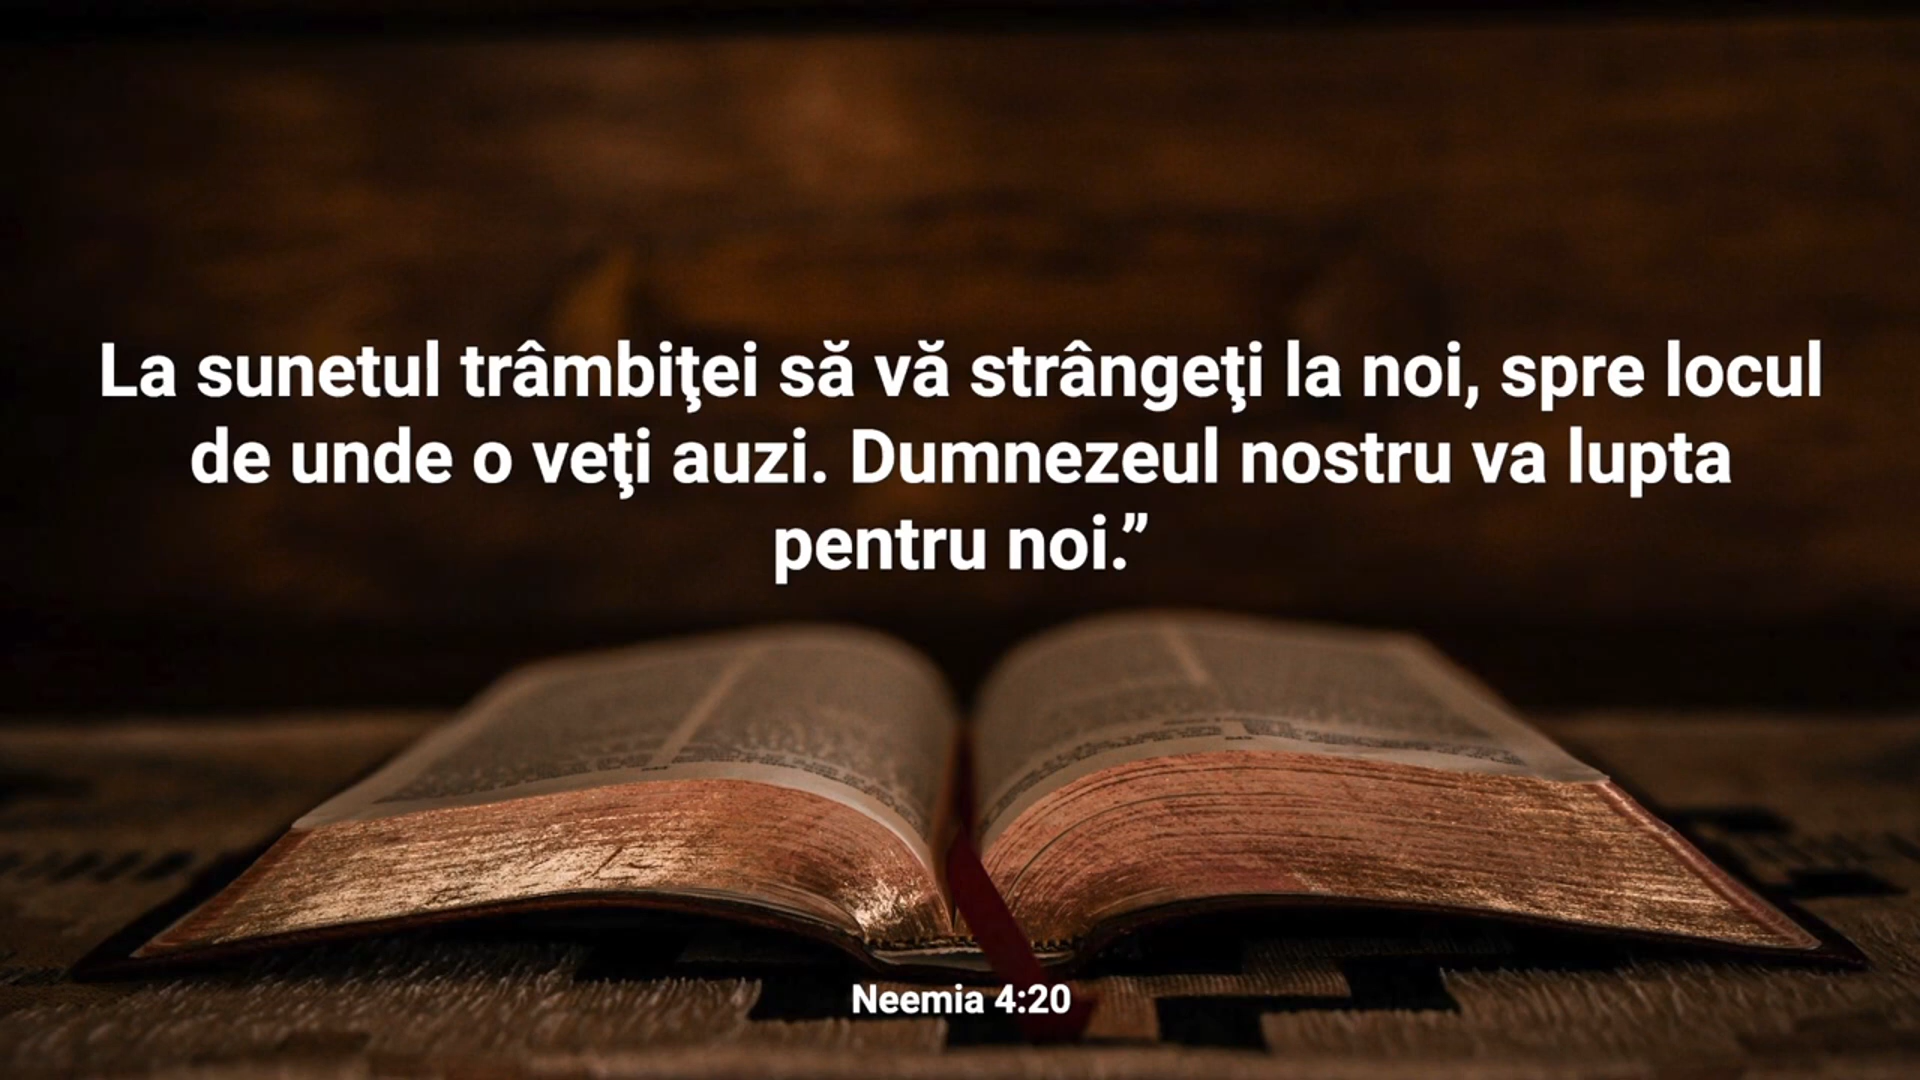 La sunetul trâmbiţei să vă strângeţi la noi, spre locul
de unde o veţi auzi. Dumnezeul nostru va lupta
pentru noi.”
Neemia 4:20